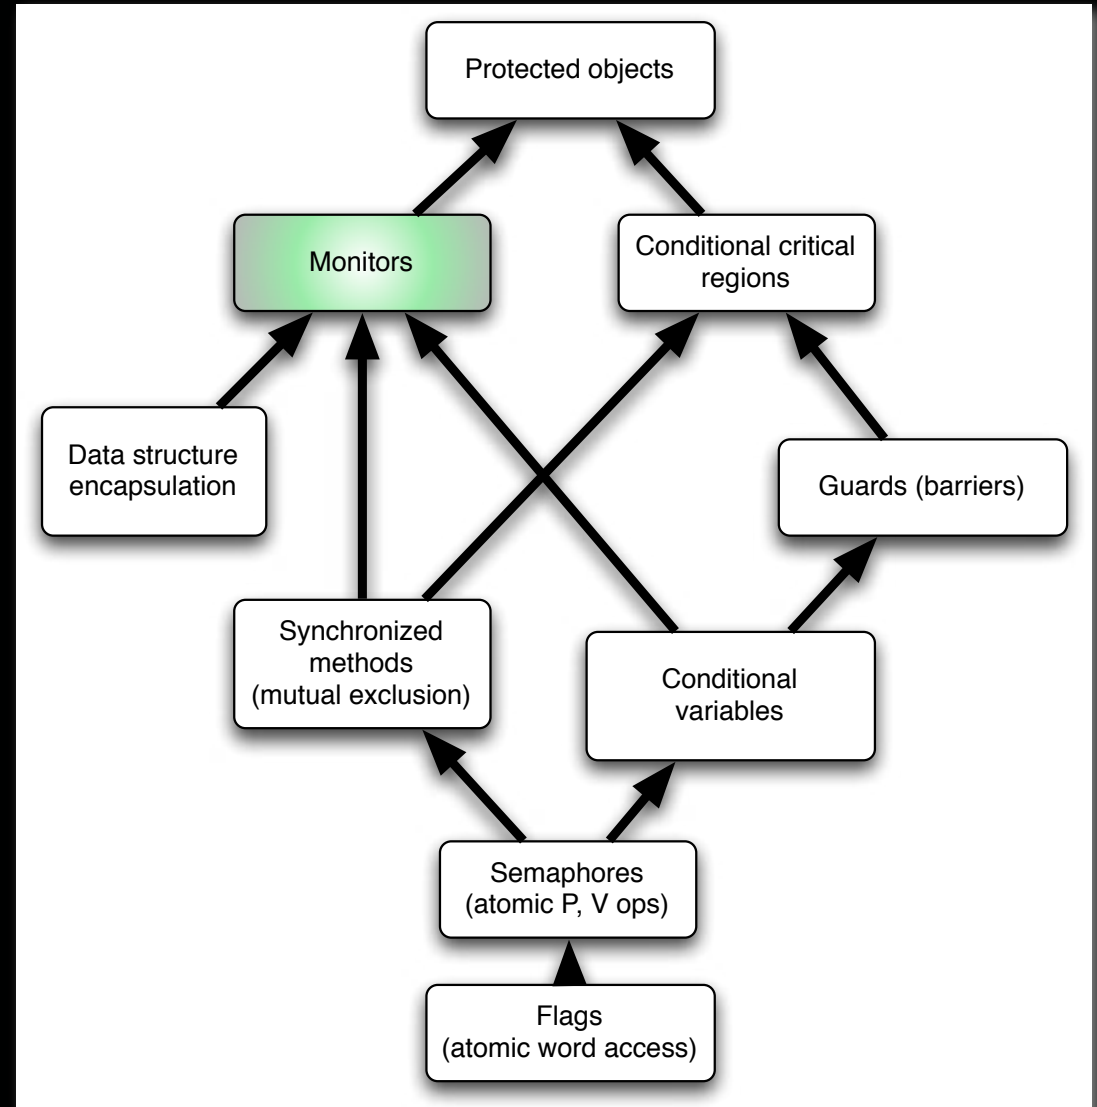 Protected objects
Monitors
Conditional critical
regions
Data structure
encapsulation
Guards (barriers)
Synchronized
methods
(mutual exclusion)
Conditional
variables
Semaphores
(atomic P, V ops)
Flags
(atomic word access)